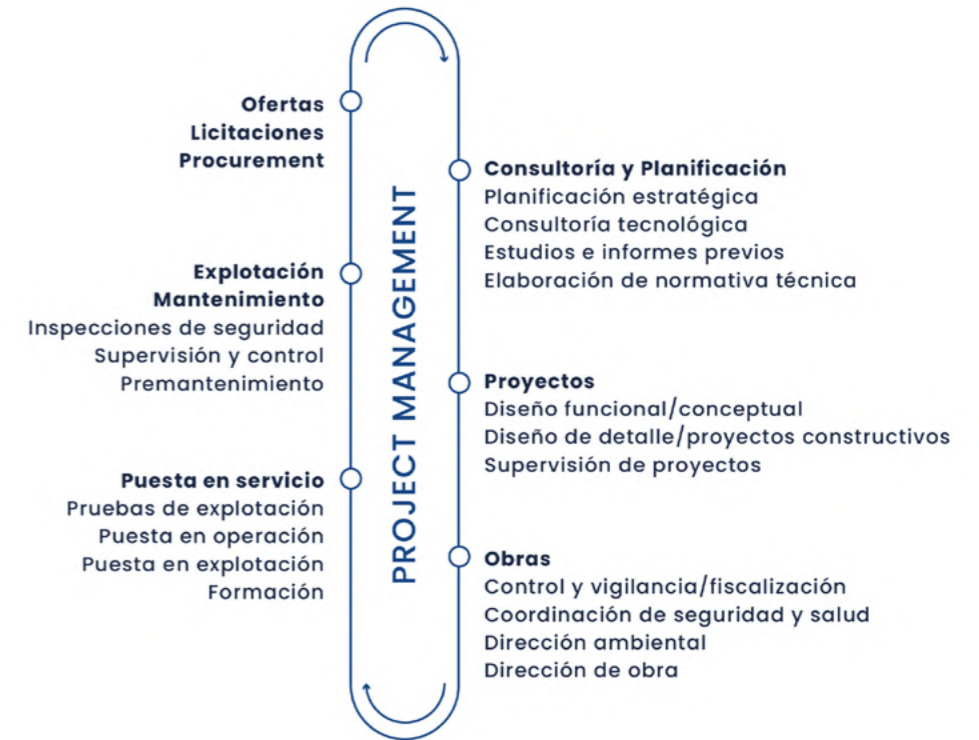 Ofertas
Licitaciones
Procurement
Explotación
Mantenimiento
Inspecciones de seguridad
Supervisión y control
Premantenimiento
Puesta en servicio
Pruebas de explotación
Puesta en operación
Puesta en explotación
Formación
PROJECT MANAGEMENT
Consultoría y Planificación
Planificación estratégica
Consultoría tecnológica
Estudios e informes previos
Elaboración de normativa técnica
Proyectos
Diseño funcional/conceptual
Diseño de detalle/proyectos constructivos
Supervisión de proyectos
Obras
Control y vigilancia/fiscalización
Coordinación de seguridad y salud
Dirección ambiental
Dirección de obra